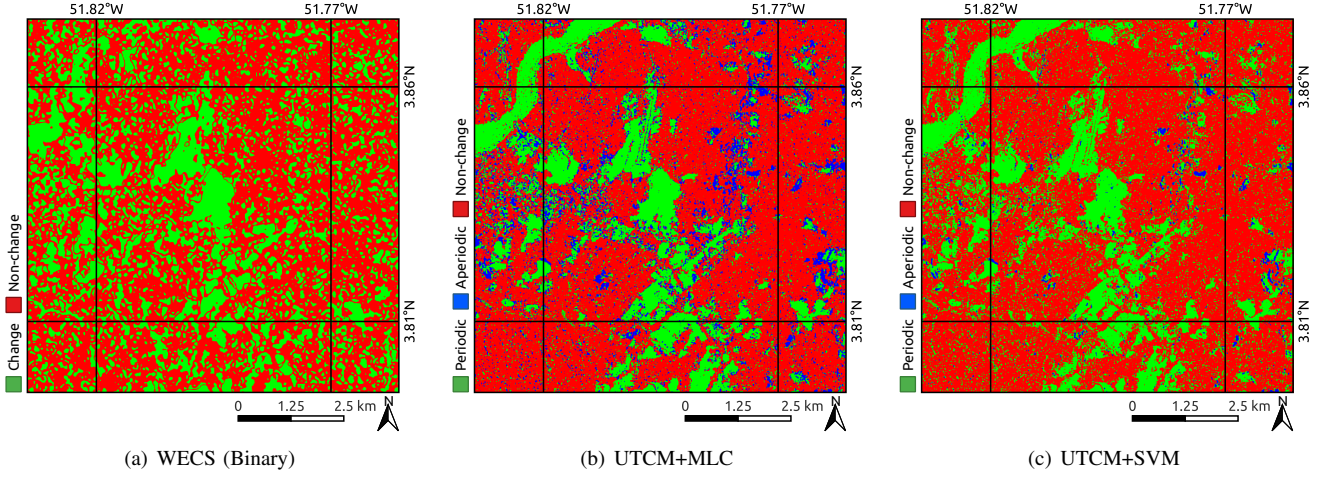 51.82°W 51.77°W
3.86°N
3.81°N
Change Non-change
0 1.25 2.5 km
N
(a) WECS (Binary)
51.82°W 51.77°W
3.86°N
3.81°N
Periodic Aperiodic Non-change
0 1.25 2.5 km
N
(b) UTCM+MLC
51.82°W 51.77°W
3.86°N
3.81°N
Periodic Aperiodic Non-change
0 1.25 2.5 km
N
(c) UTCM+SVM